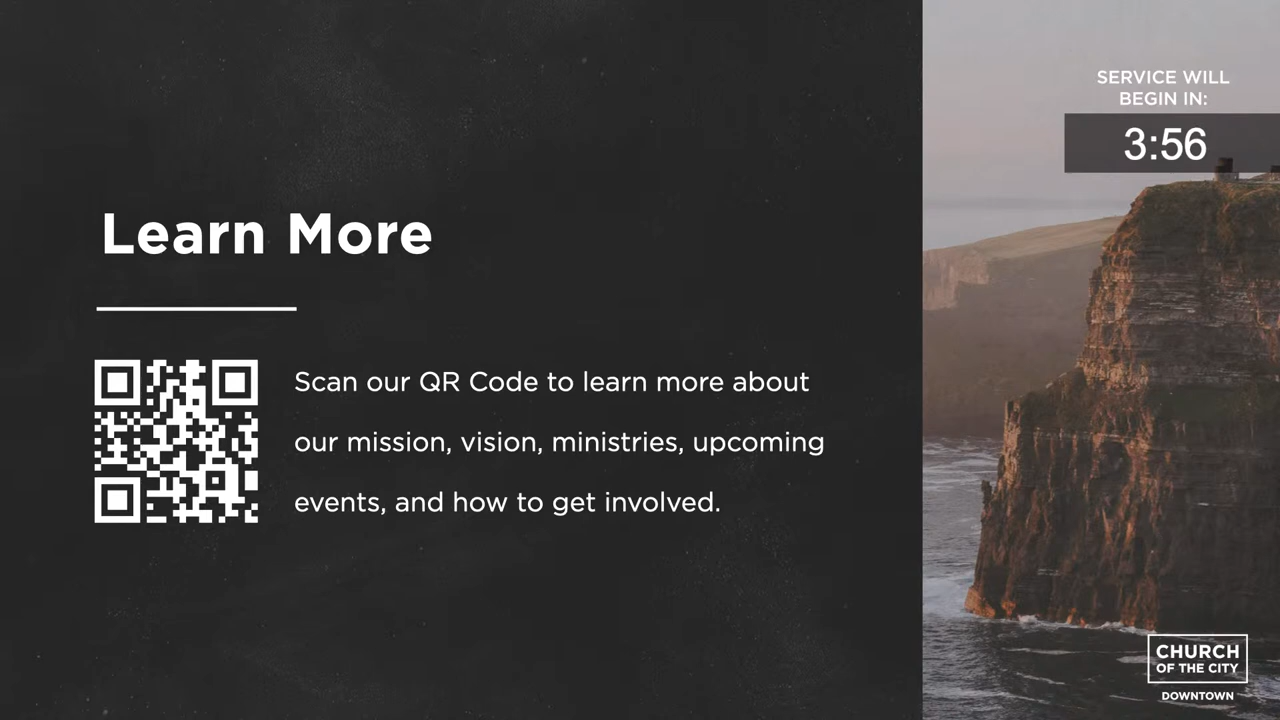 SERVICE WILL
BEGIN IN:
3:56
Learn More
Scan our QR Code to learn more about
our mission, vision, ministries, upcoming
events, and how to get involved.
CHURCH
OF THE CITY
DOWNTOWN